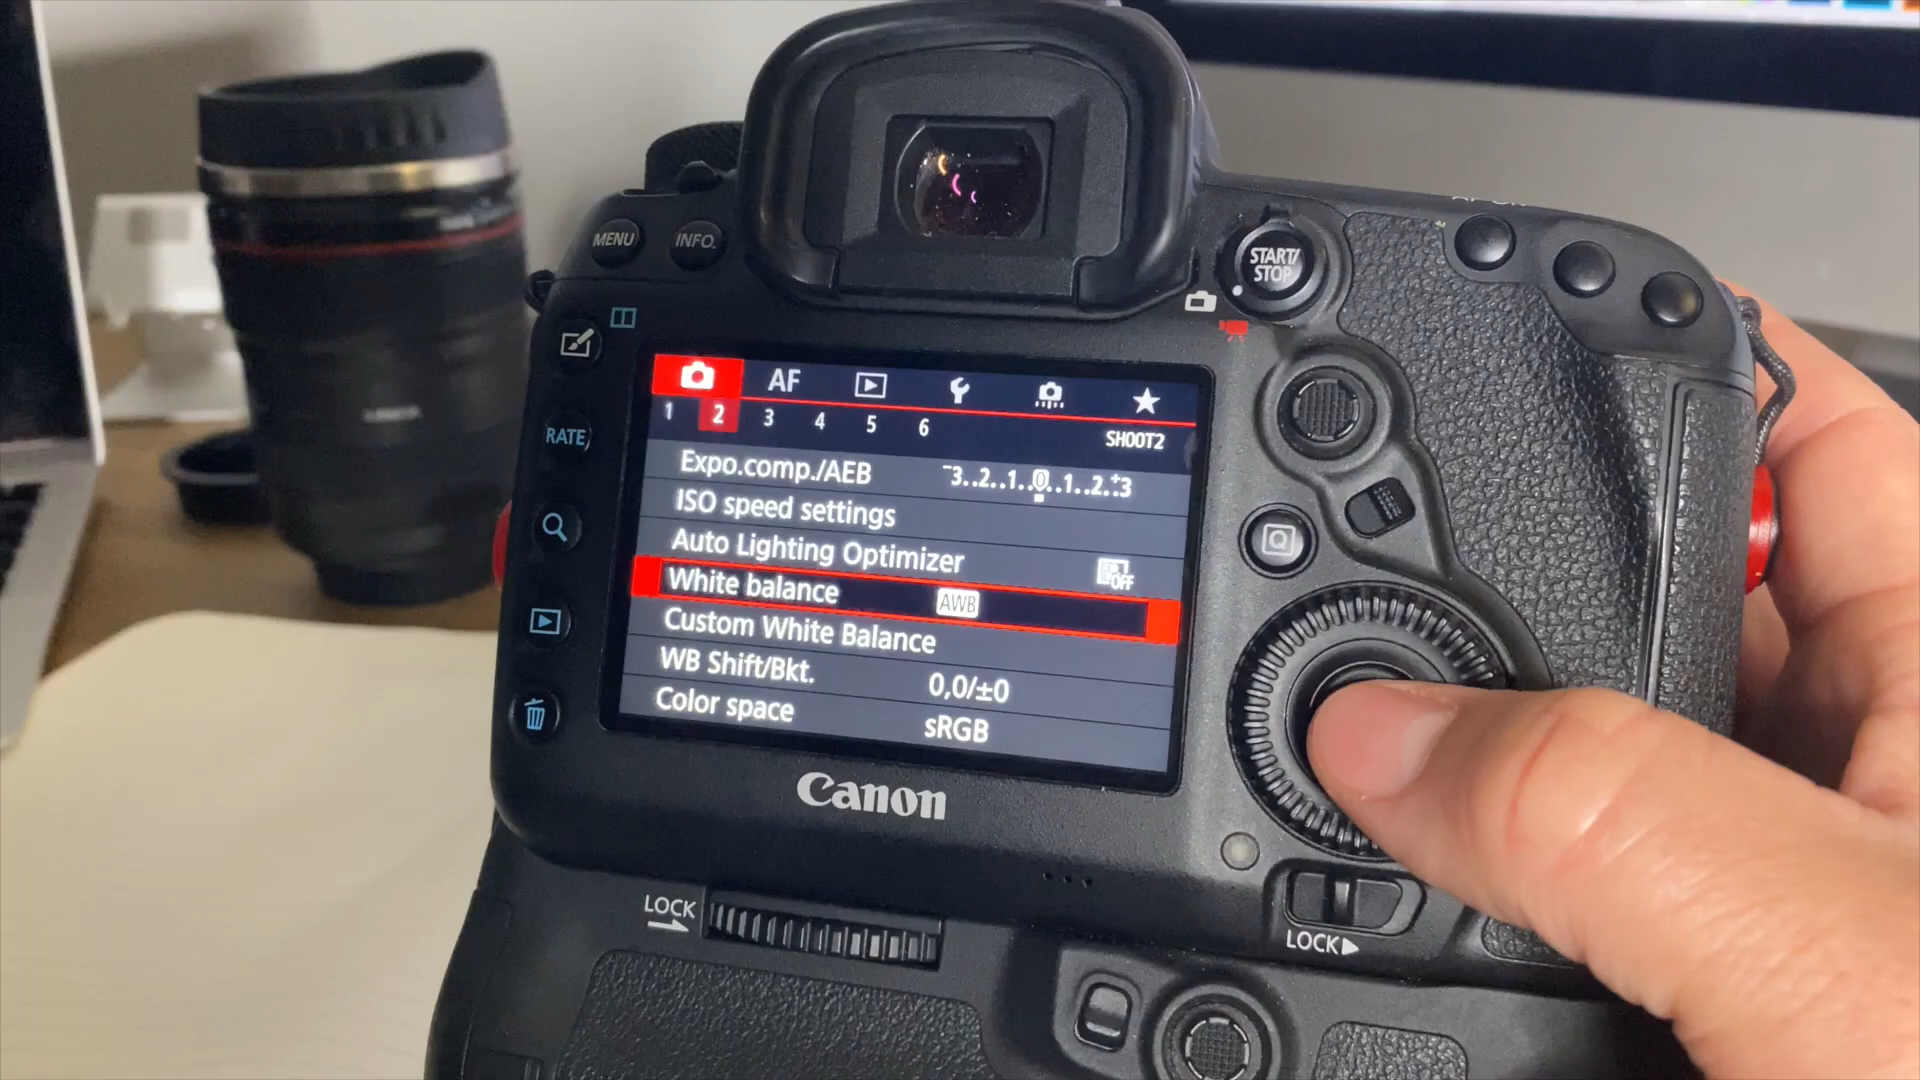 MENU INFO.
START/
STOP
RATE
AF
1 2 3 4 5 6
SHOOT2
Expo.comp./AEB -3..2..1..0..1..2.+3
ISO speed settings
Auto Lighting Optimizer OFF
White balance AWB
Custom White Balance
WB Shift/Bkt. 0,0/±0
Color space sRGB
Q
Canon
LOCK
LOCK▶